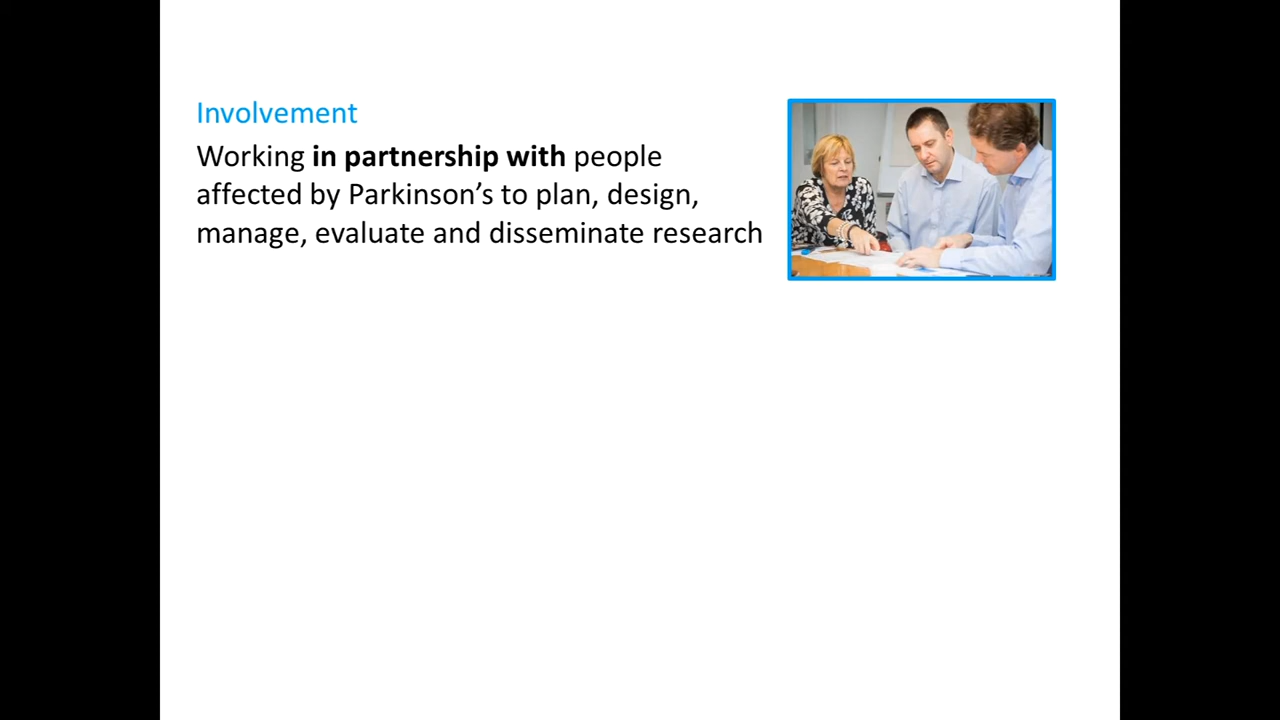 Involvement
Working in partnership with people
affected by Parkinson’s to plan, design,
manage, evaluate and disseminate research